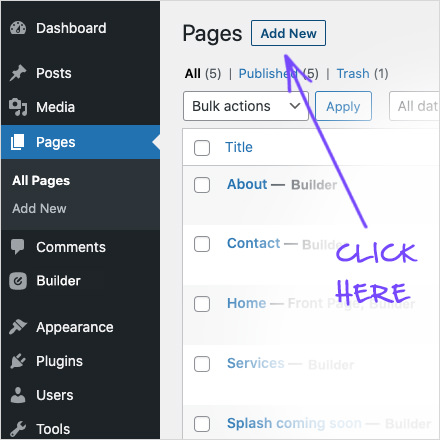 Dashboard
Posts
Media
Pages
All Pages
Add New
Comments
Builder
Appearance
Plugins
Users
Tools
Pages Add New
All (5) | Published (5) | Trash (1)
Bulk actions Apply All dat
Title
About — Builder
Contact — Builder
Home — Front Page, Builder
Services — Builder
Splash coming soon — Builder
CLICK
HERE